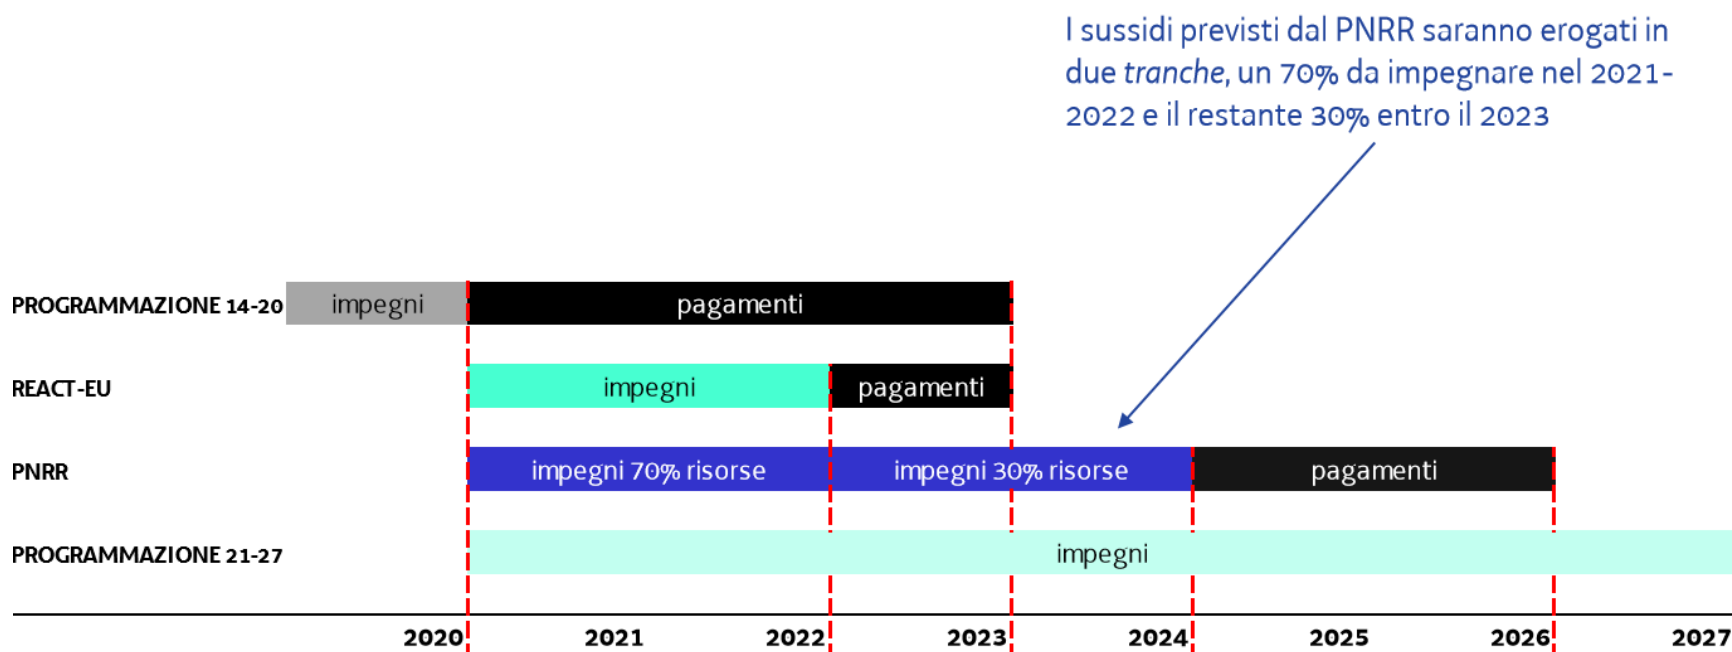 I sussidi previsti dal PNRR saranno erogati in
due tranche, un 70% da impegnare nel 2021-
2022 e il restante 30% entro il 2023
PROGRAMMAZIONE 14-20 impegni pagamenti
REACT-EU impegni pagamenti
PNRR impegni 70% risorse impegni 30% risorse pagamenti
PROGRAMMAZIONE 21-27 impegni
2020 2021 2022 2023 2024 2025 2026 2027